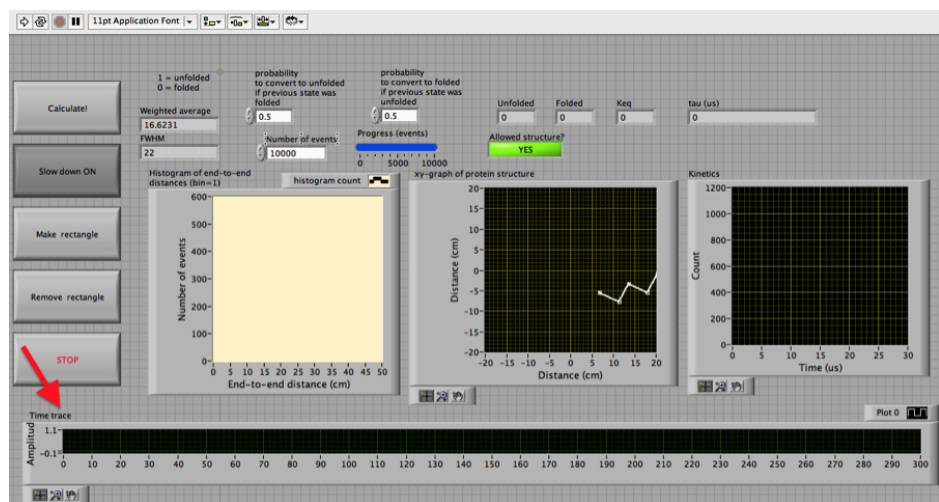 11pt Application Font
1 = unfolded
0 = folded
probability
to convert to unfolded
if previous state was
folded
0.5
probability
to convert to folded
if previous state was
unfolded
0.5
Calculate!
Weighted average
16.6231
FWHM
22
Number of events
10000
Progress (events)
0 5000 10000
Unfolded
0
Folded
0
Keq
0
tau (us)
0
Allowed structure?
YES
Slow down ON
Make rectangle
Remove rectangle
STOP
Histogram of end-to-end
distances (bin=1)
histogram count
Number of events
600
500
400
300
200
100
0
0 5 10 15 20 25 30 35 40 45 50
End-to-end distance (cm)
xy-graph of protein structure
Distance (cm)
20
15
10
5
0
-5
-10
-15
-20
-20 -15 -10 -5 0 5 10 15 20
Distance (cm)
Kinetics
Count
1200
1000
800
600
400
200
0
0 5 10 15 20 25 30
Time (us)
Time trace
Plot 0
Amplitud
1.1
-0.1
0 10 20 30 40 50 60 70 80 90 100 110 120 130 140 150 160 170 180 190 200 210 220 230 240 250 260 270 280 290 300